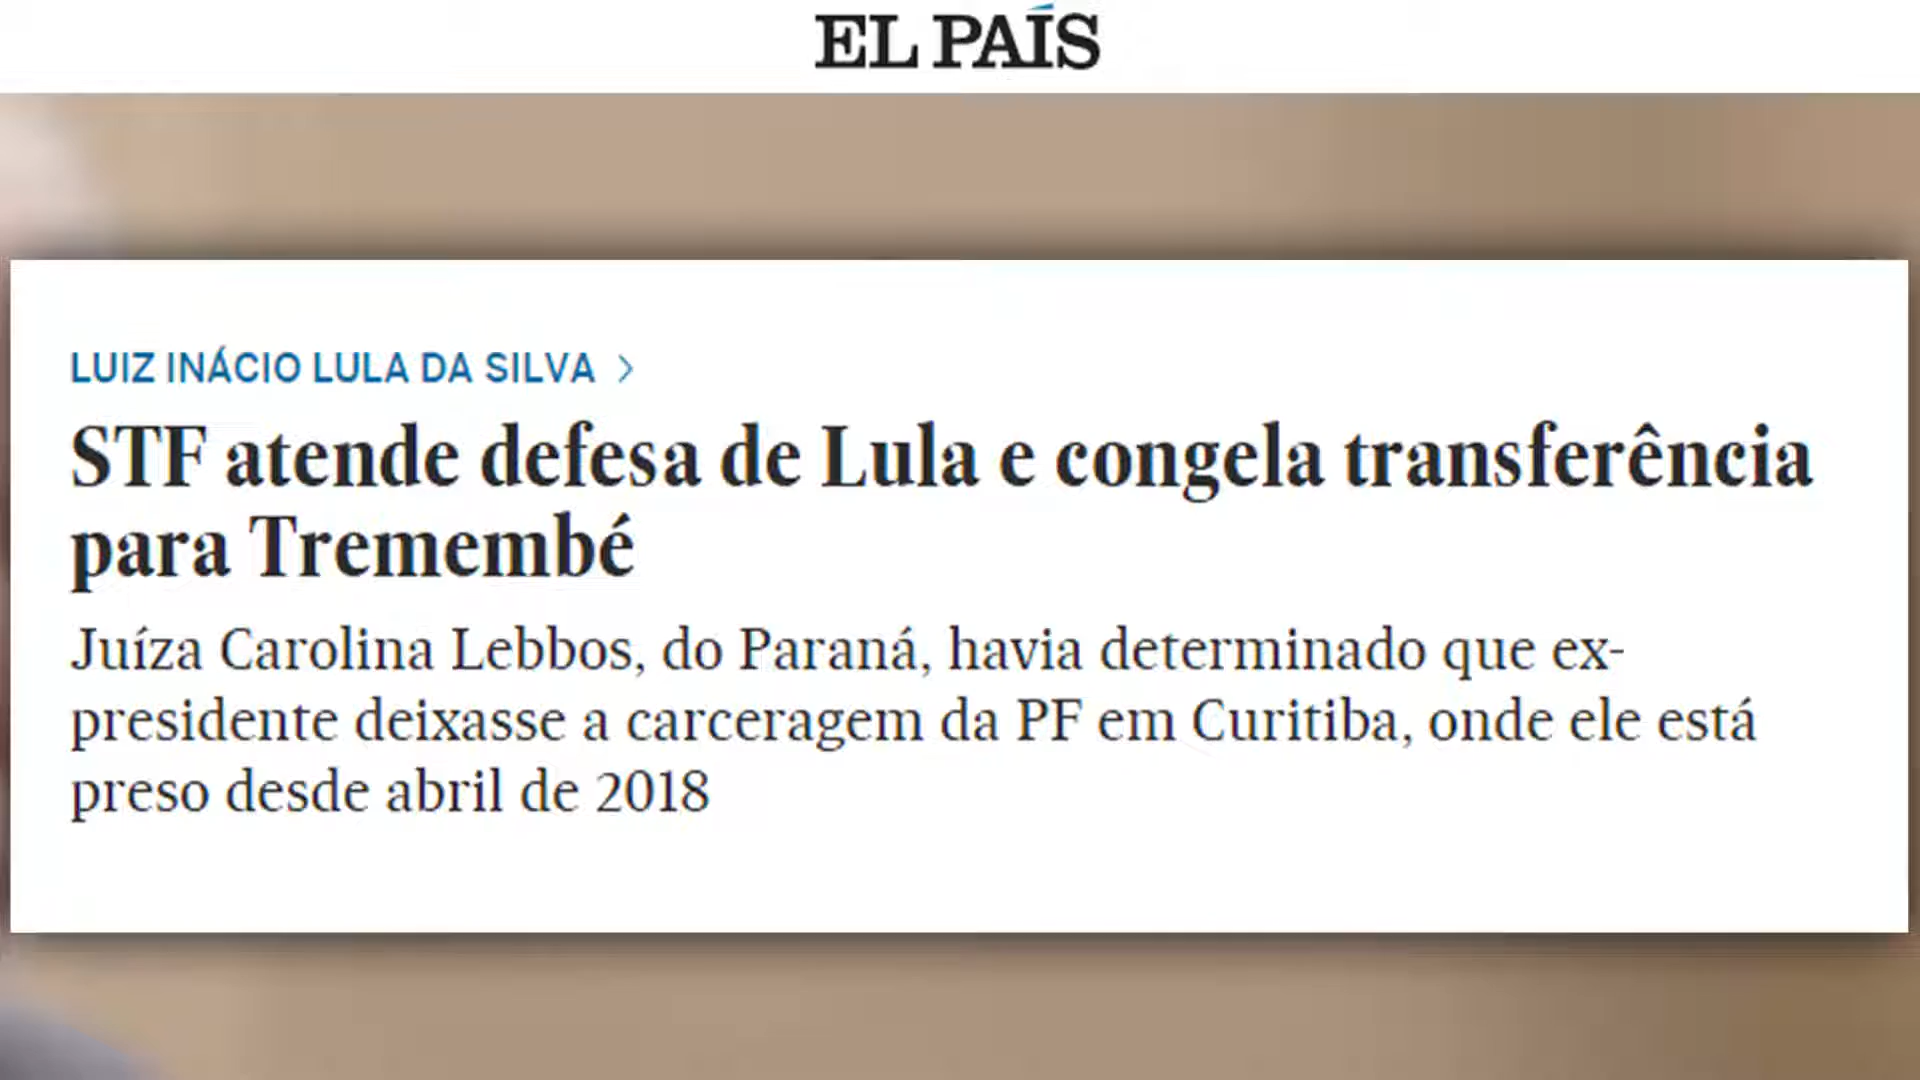 EL PAÍS
LUIZ INÁCIO LULA DA SILVA >
STF atende defesa de Lula e congela transferência
para Tremembé
Juíza Carolina Lebbos, do Paraná, havia determinado que ex-
presidente deixasse a carceragem da PF em Curitiba, onde ele está
preso desde abril de 2018